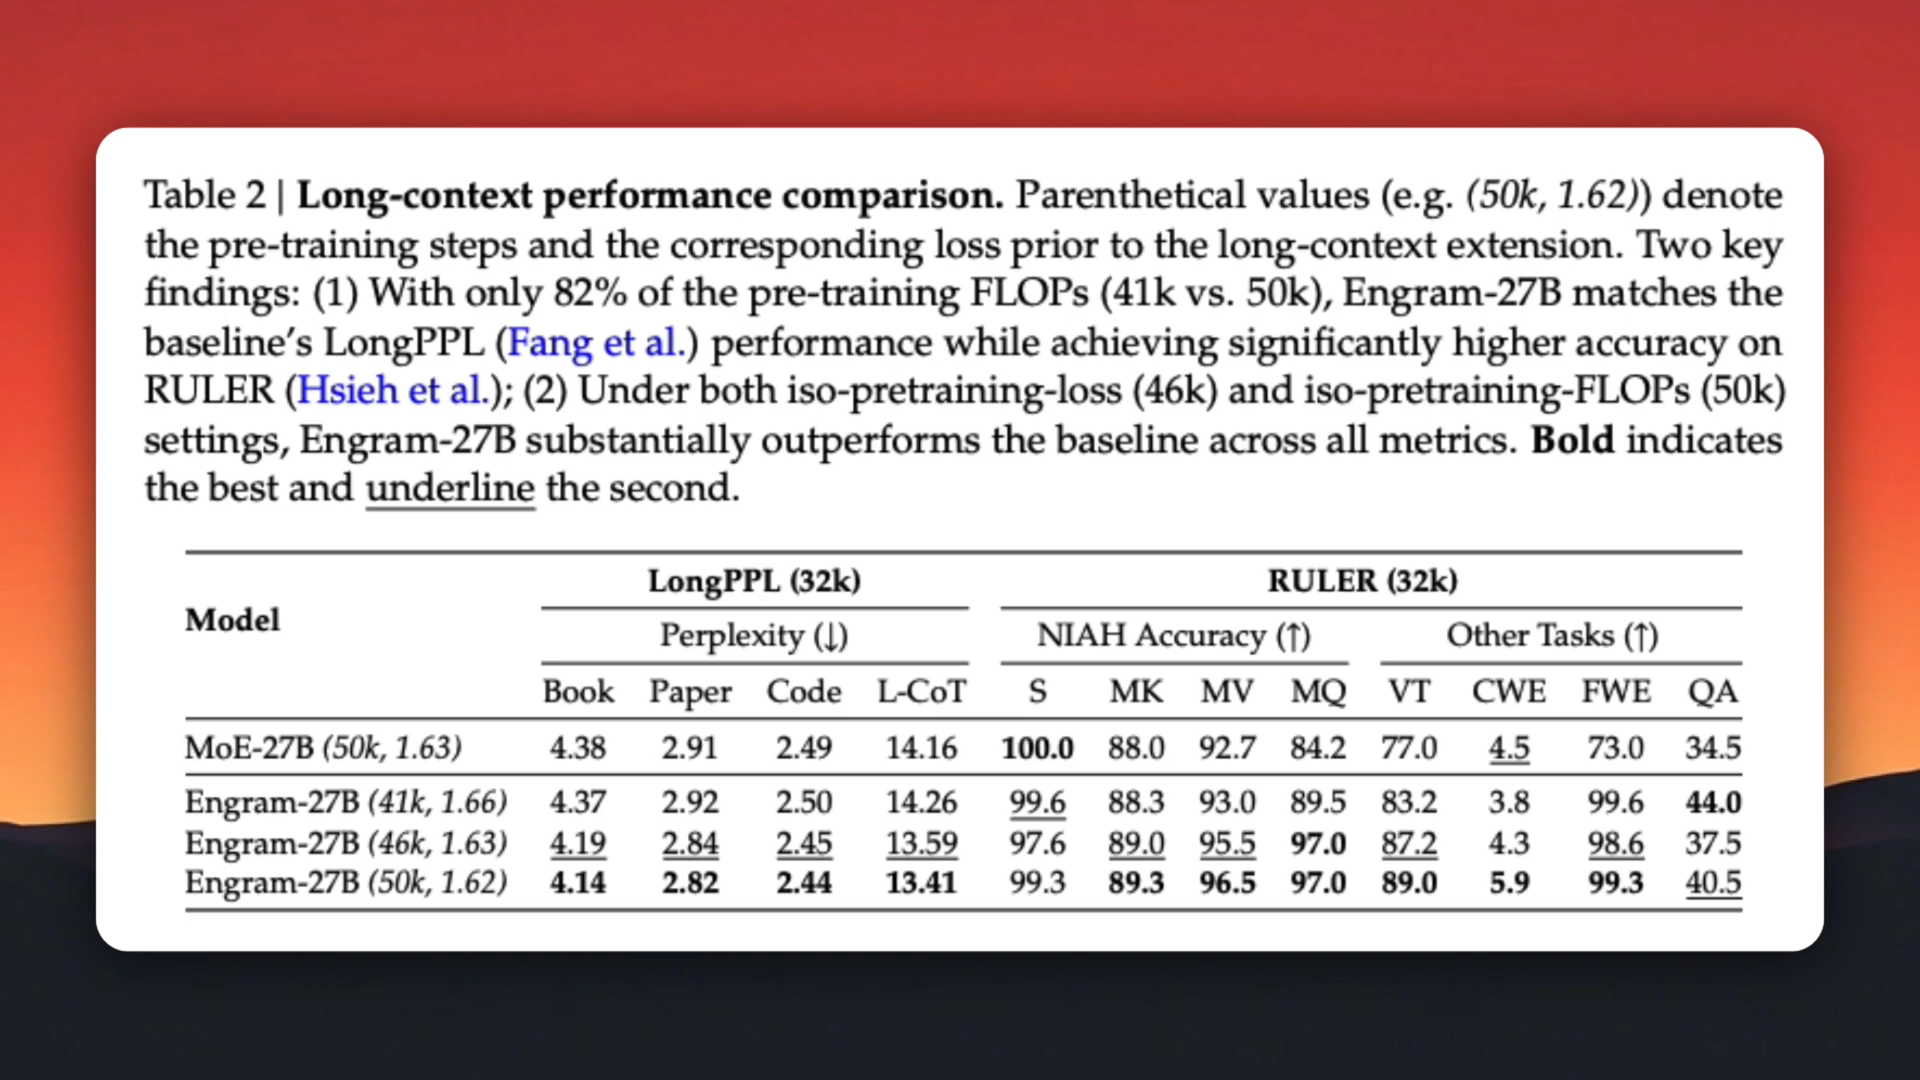 Table 2 | Long-context performance comparison. Parenthetical values (e.g. (50k, 1.62)) denote
the pre-training steps and the corresponding loss prior to the long-context extension. Two key
findings: (1) With only 82% of the pre-training FLOPs (41k vs. 50k), Engram-27B matches the
baseline's LongPPL (Fang et al.) performance while achieving significantly higher accuracy on
RULER (Hsieh et al.); (2) Under both iso-pretraining-loss (46k) and iso-pretraining-FLOPs (50k)
settings, Engram-27B substantially outperforms the baseline across all metrics. Bold indicates
the best and underline the second.
LongPPL (32k) RULER (32k)
Model
Perplexity (↓) NIAH Accuracy (↑) Other Tasks (↑)
Book Paper Code L-CoT S MK MV MQ VT CWE FWE QA
MoE-27B (50k, 1.63) 4.38 2.91 2.49 14.16 100.0 88.0 92.7 84.2 77.0 4.5 73.0 34.5
Engram-27B (41k, 1.66) 4.37 2.92 2.50 14.26 99.6 88.3 93.0 89.5 83.2 3.8 99.6 44.0
Engram-27B (46k, 1.63) 4.19 2.84 2.45 13.59 97.6 89.0 95.5 97.0 87.2 4.3 98.6 37.5
Engram-27B (50k, 1.62) 4.14 2.82 2.44 13.41 99.3 89.3 96.5 97.0 89.0 5.9 99.3 40.5